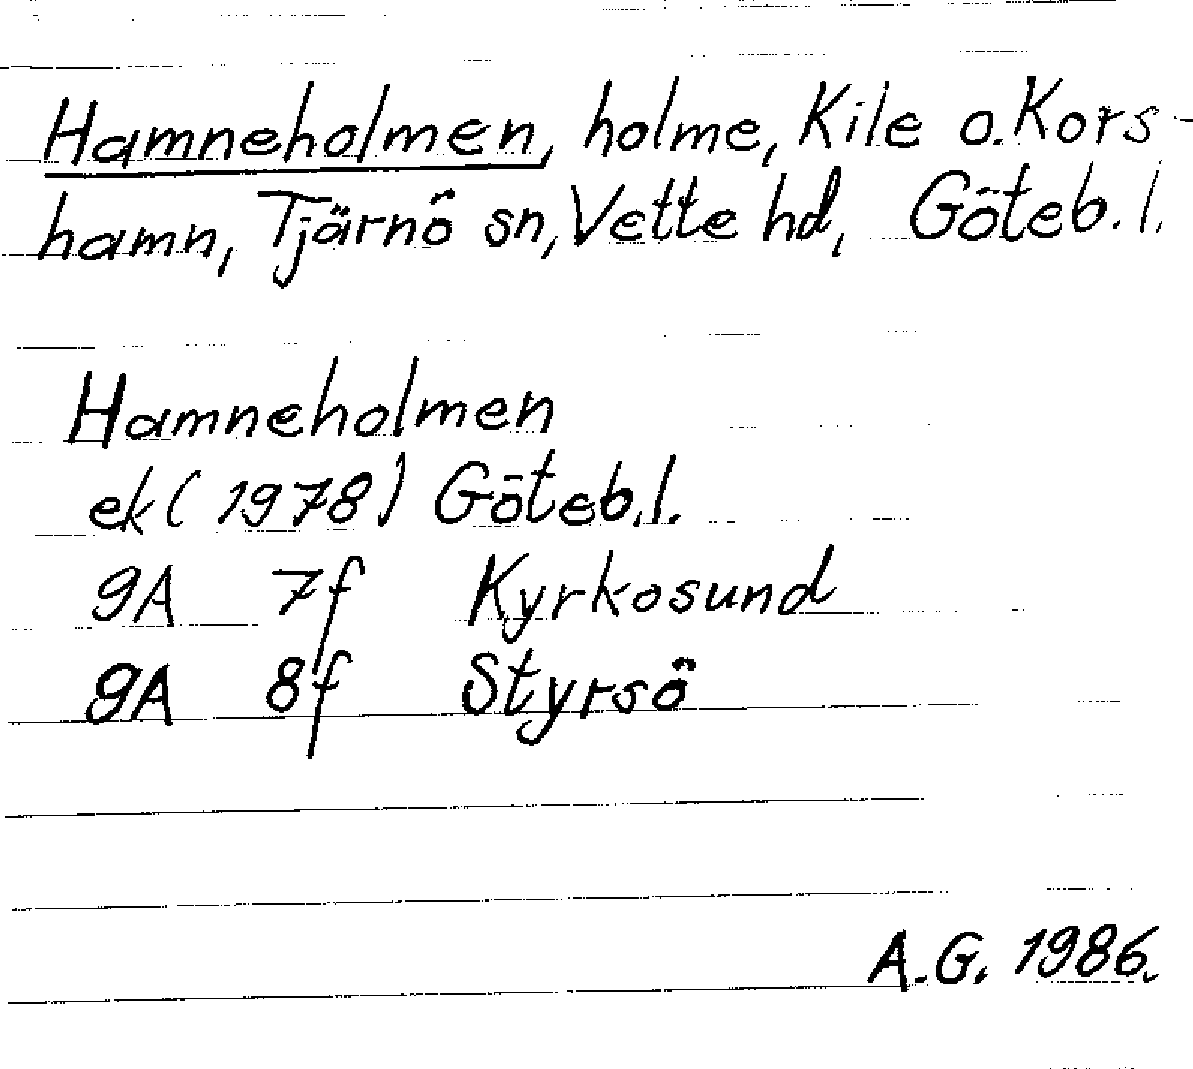 Hamneholmen, holme, Kile o. Kors-
hamn, Tjärnö sn, Vette hd, Göteb. l.
Hamneholmen
ek (1978) Göteb. l.
9A 7f Kyrkosund
9A 8f Styrsö
A.G. 1986.